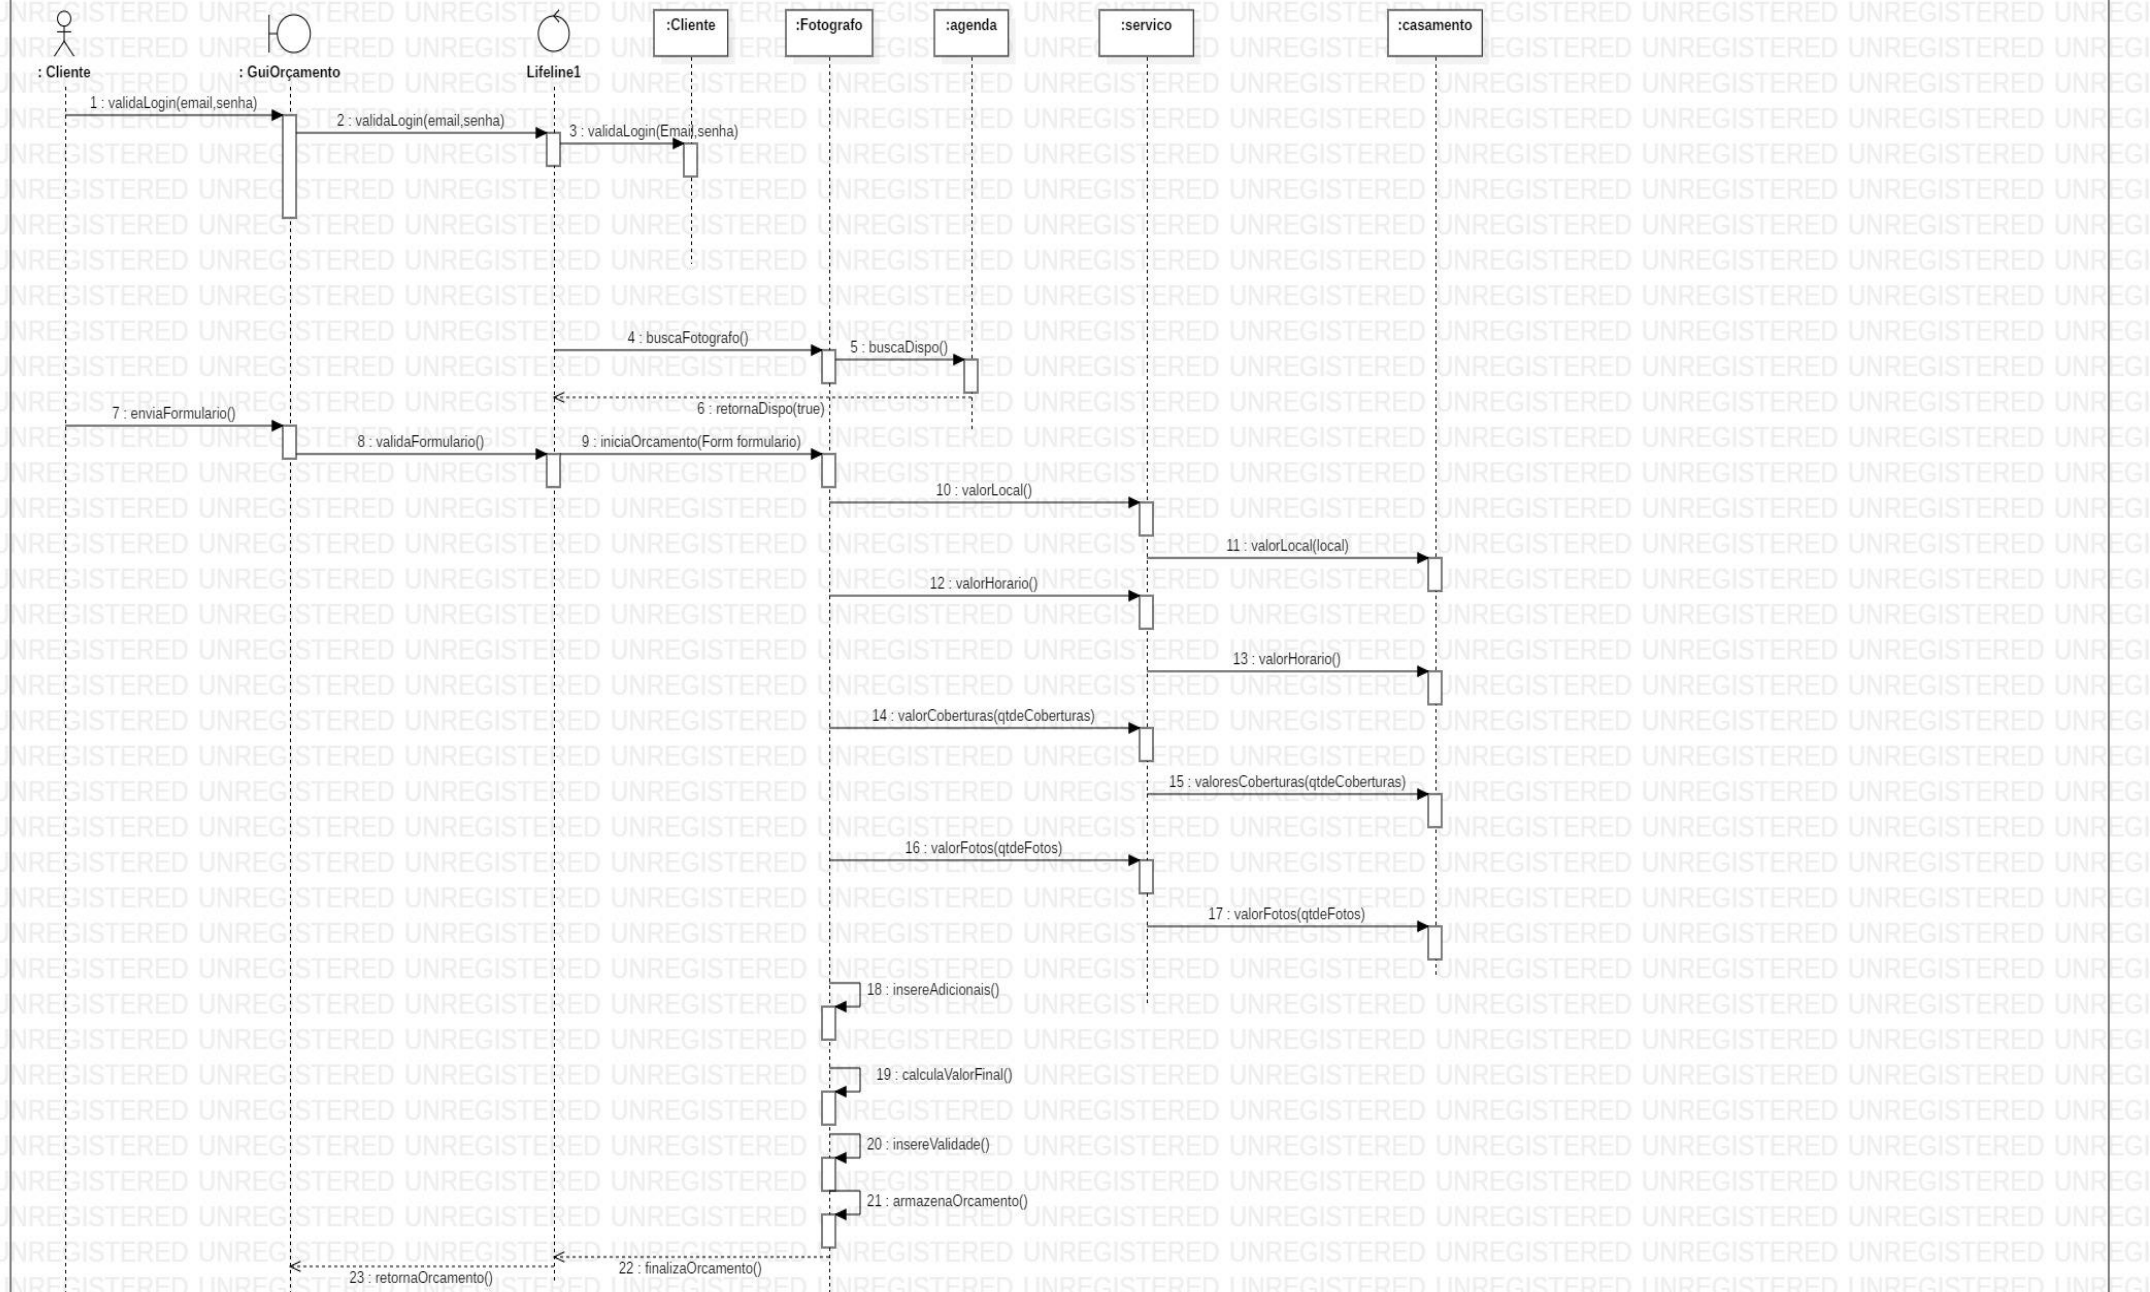 :Cliente
:Fotografo
:agenda
:servico
:casamento
: Cliente
: GuiOrçamento
Lifeline1
1 : validaLogin(email,senha)
2 : validaLogin(email,senha)
3 : validaLogin(Email,senha)
4 : buscaFotografo()
5 : buscaDispo()
6 : retornaDispo(true)
7 : enviaFormulario()
8 : validaFormulario()
9 : iniciaOrcamento(Form formulario)
10 : valorLocal()
11 : valorLocal(local)
12 : valorHorario()
13 : valorHorario()
14 : valorCoberturas(qtdeCoberturas)
15 : valoresCoberturas(qtdeCoberturas)
16 : valorFotos(qtdeFotos)
17 : valorFotos(qtdeFotos)
18 : insereAdicionais()
19 : calculaValorFinal()
20 : insereValidade()
21 : armazenaOrcamento()
22 : finalizaOrcamento()
23 : retornaOrcamento()
UNREGISTERED